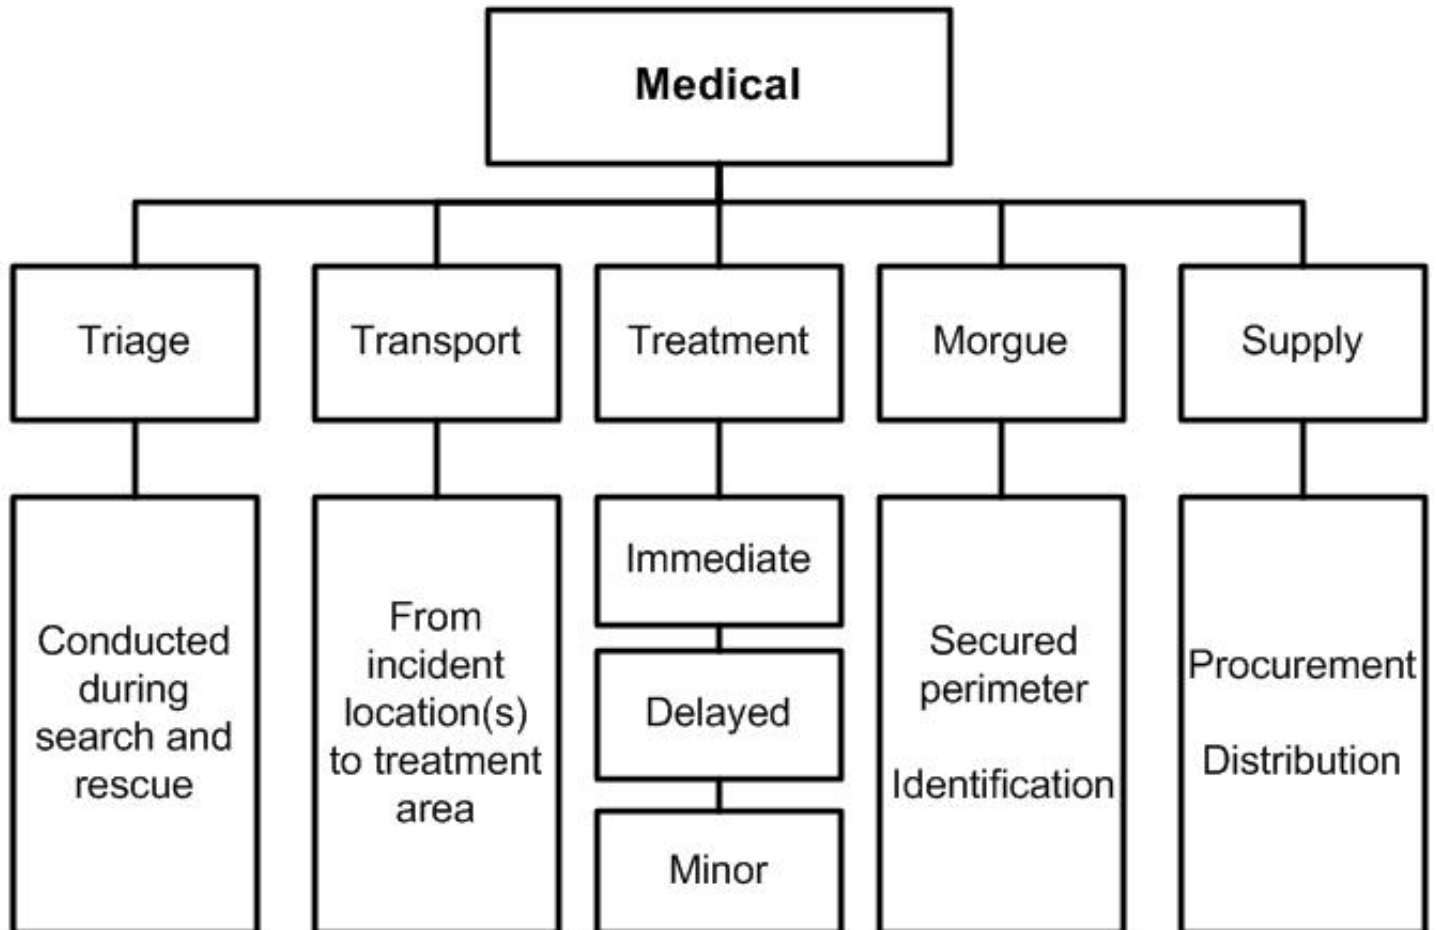 Medical
Triage
Transport
Treatment
Morgue
Supply
Conducted
during
search and
rescue
From
incident
location(s)
to treatment
area
Immediate
Delayed
Minor
Secured
perimeter
Identification
Procurement
Distribution